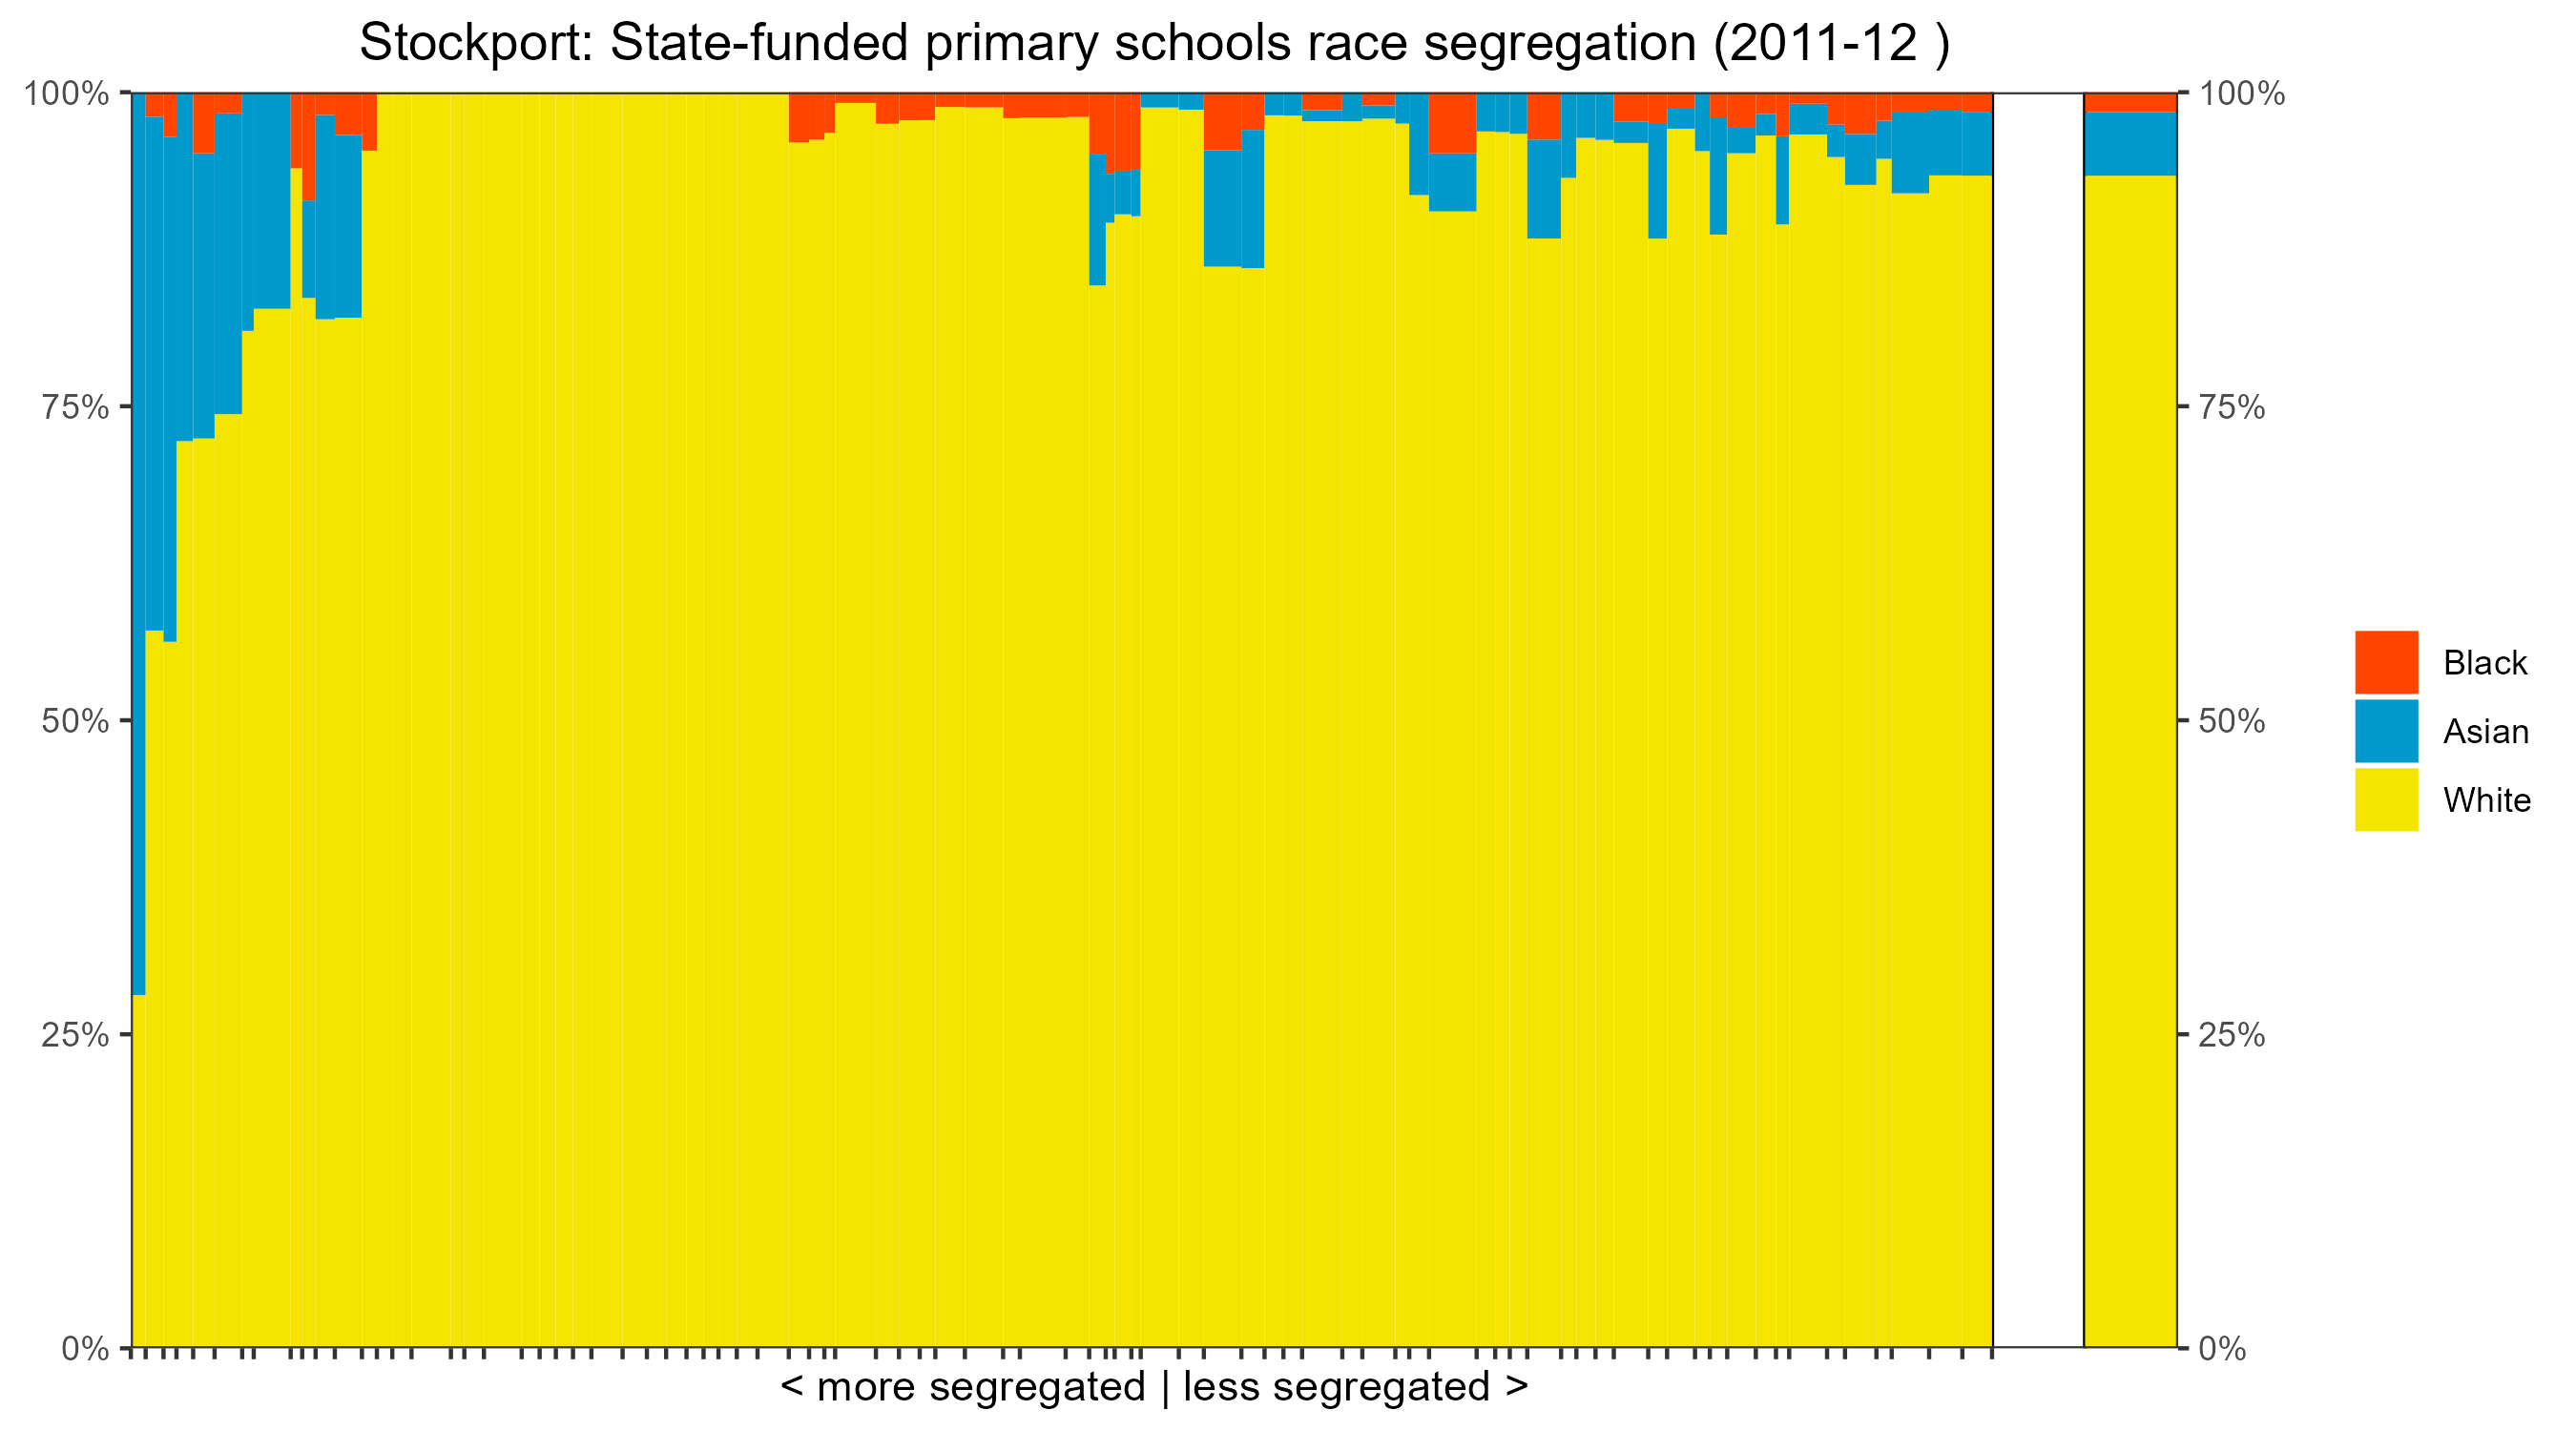 Stockport: State-funded primary schools race segregation (2011-12 )
100%
75%
50%
25%
0%
100%
75%
50%
25%
0%
Black
Asian
White
< more segregated | less segregated >